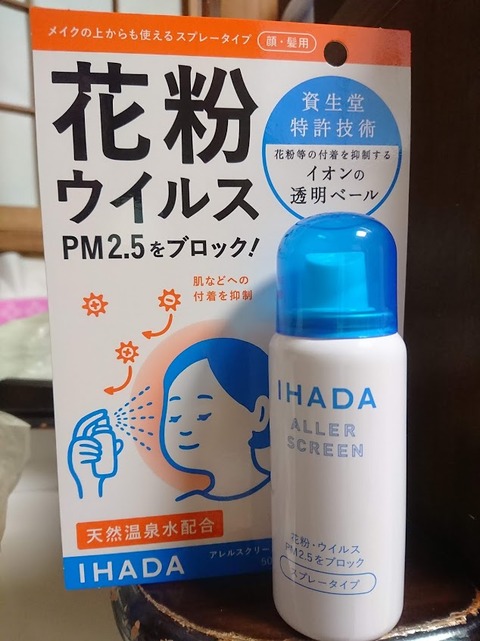 メイクの上からも使えるスプレータイプ
顔・髪用
花粉
ウイルス
PM2.5をブロック!
資生堂
特許技術
花粉等の付着を抑制する
イオンの
透明ベール
肌などへの
付着を抑制
天然温泉水配合
IHADA
アレルスクリー
50
IHADA
ALLER
SCREEN
花粉・ウイルス
PM2.5をブロック
スプレータイプ